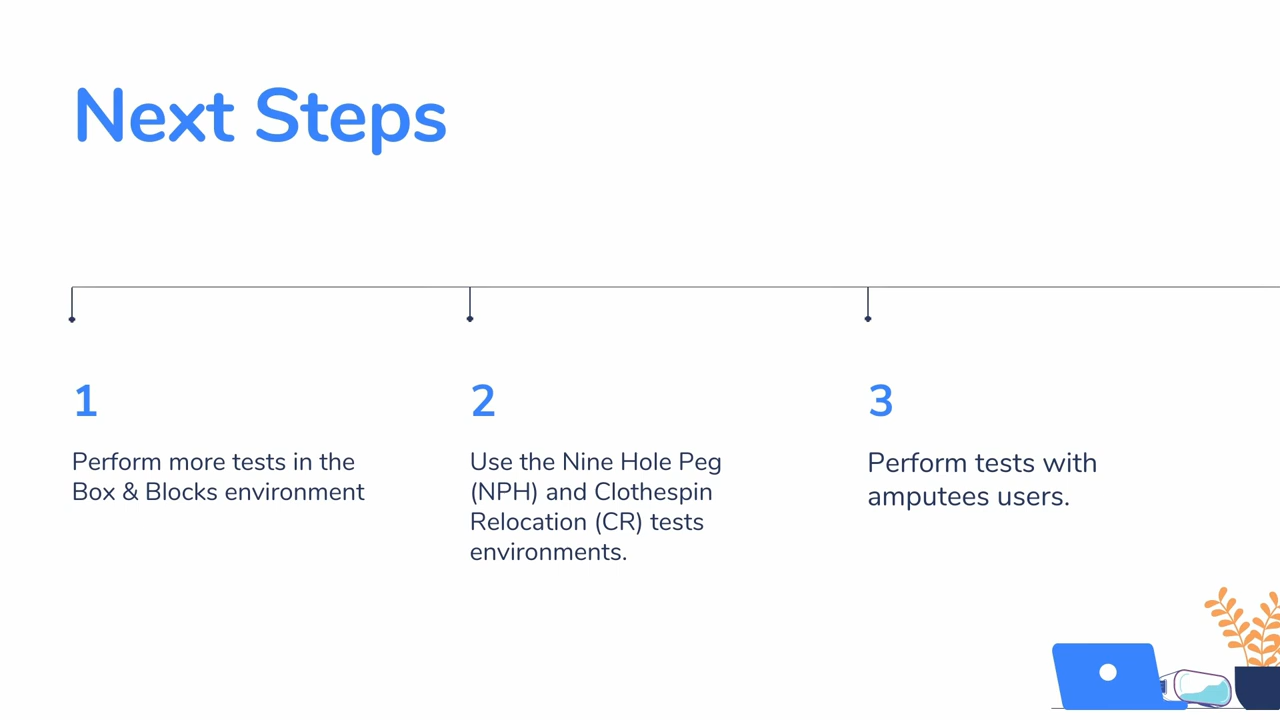 Next Steps
1
Perform more tests in the
Box & Blocks environment
2
Use the Nine Hole Peg
(NPH) and Clothespin
Relocation (CR) tests
environments.
3
Perform tests with
amputees users.